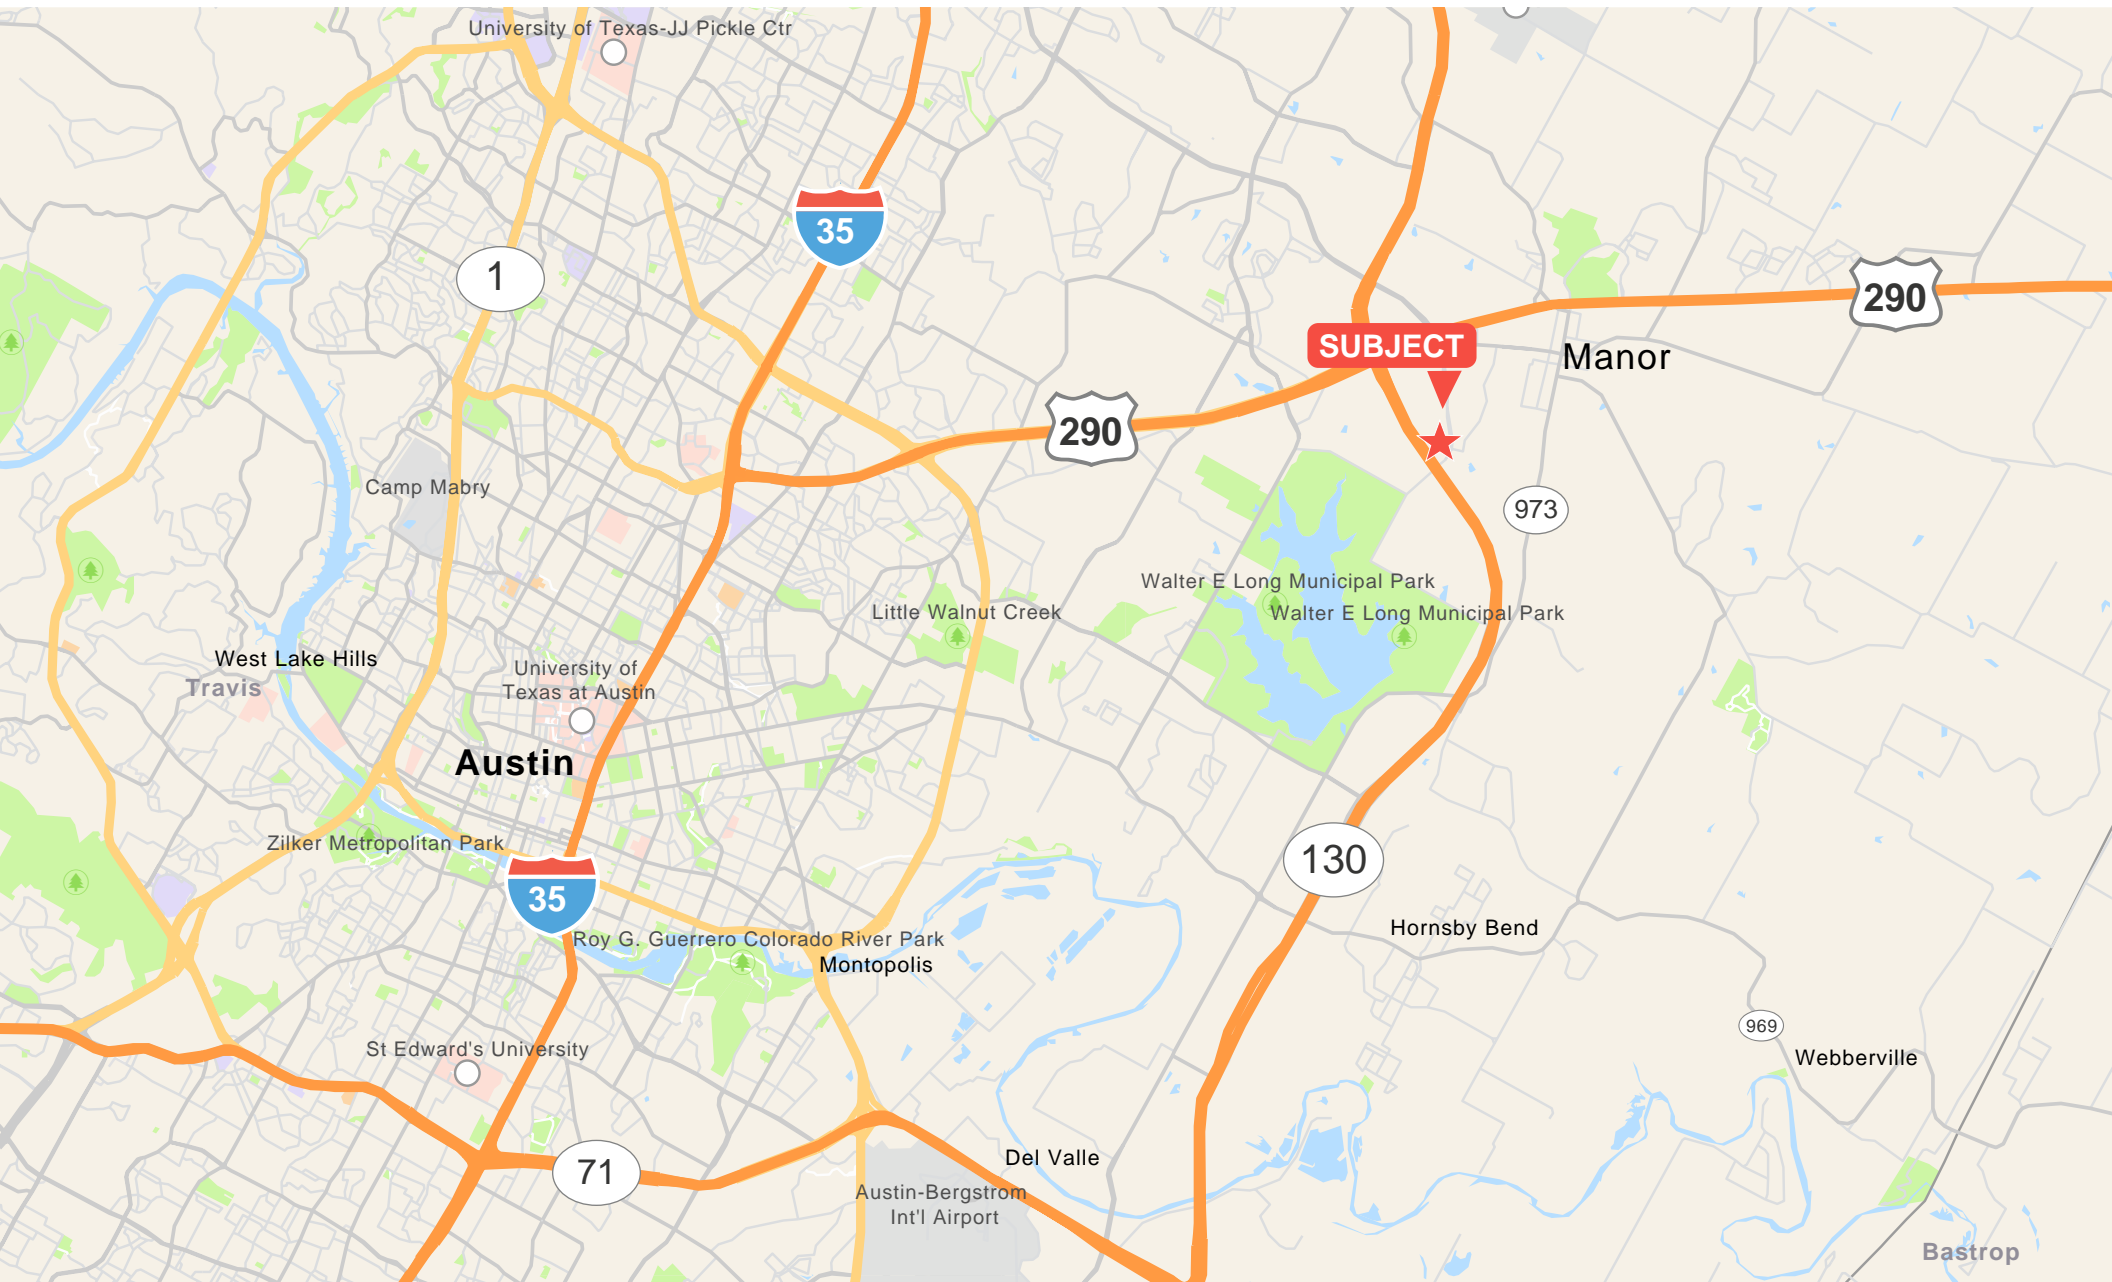 University of Texas-JJ Pickle Ctr
35
1
290
SUBJECT
Manor
290
Camp Mabry
973
Walter E Long Municipal Park
Little Walnut Creek
Walter E Long Municipal Park
West Lake Hills
Travis
University of
Texas at Austin
Austin
Zilker Metropolitan Park
130
35
Hornsby Bend
Roy G. Guerrero Colorado River Park
Montopolis
969
St Edward's University
Webberville
Del Valle
71
Austin-Bergstrom
Int'l Airport
Bastrop